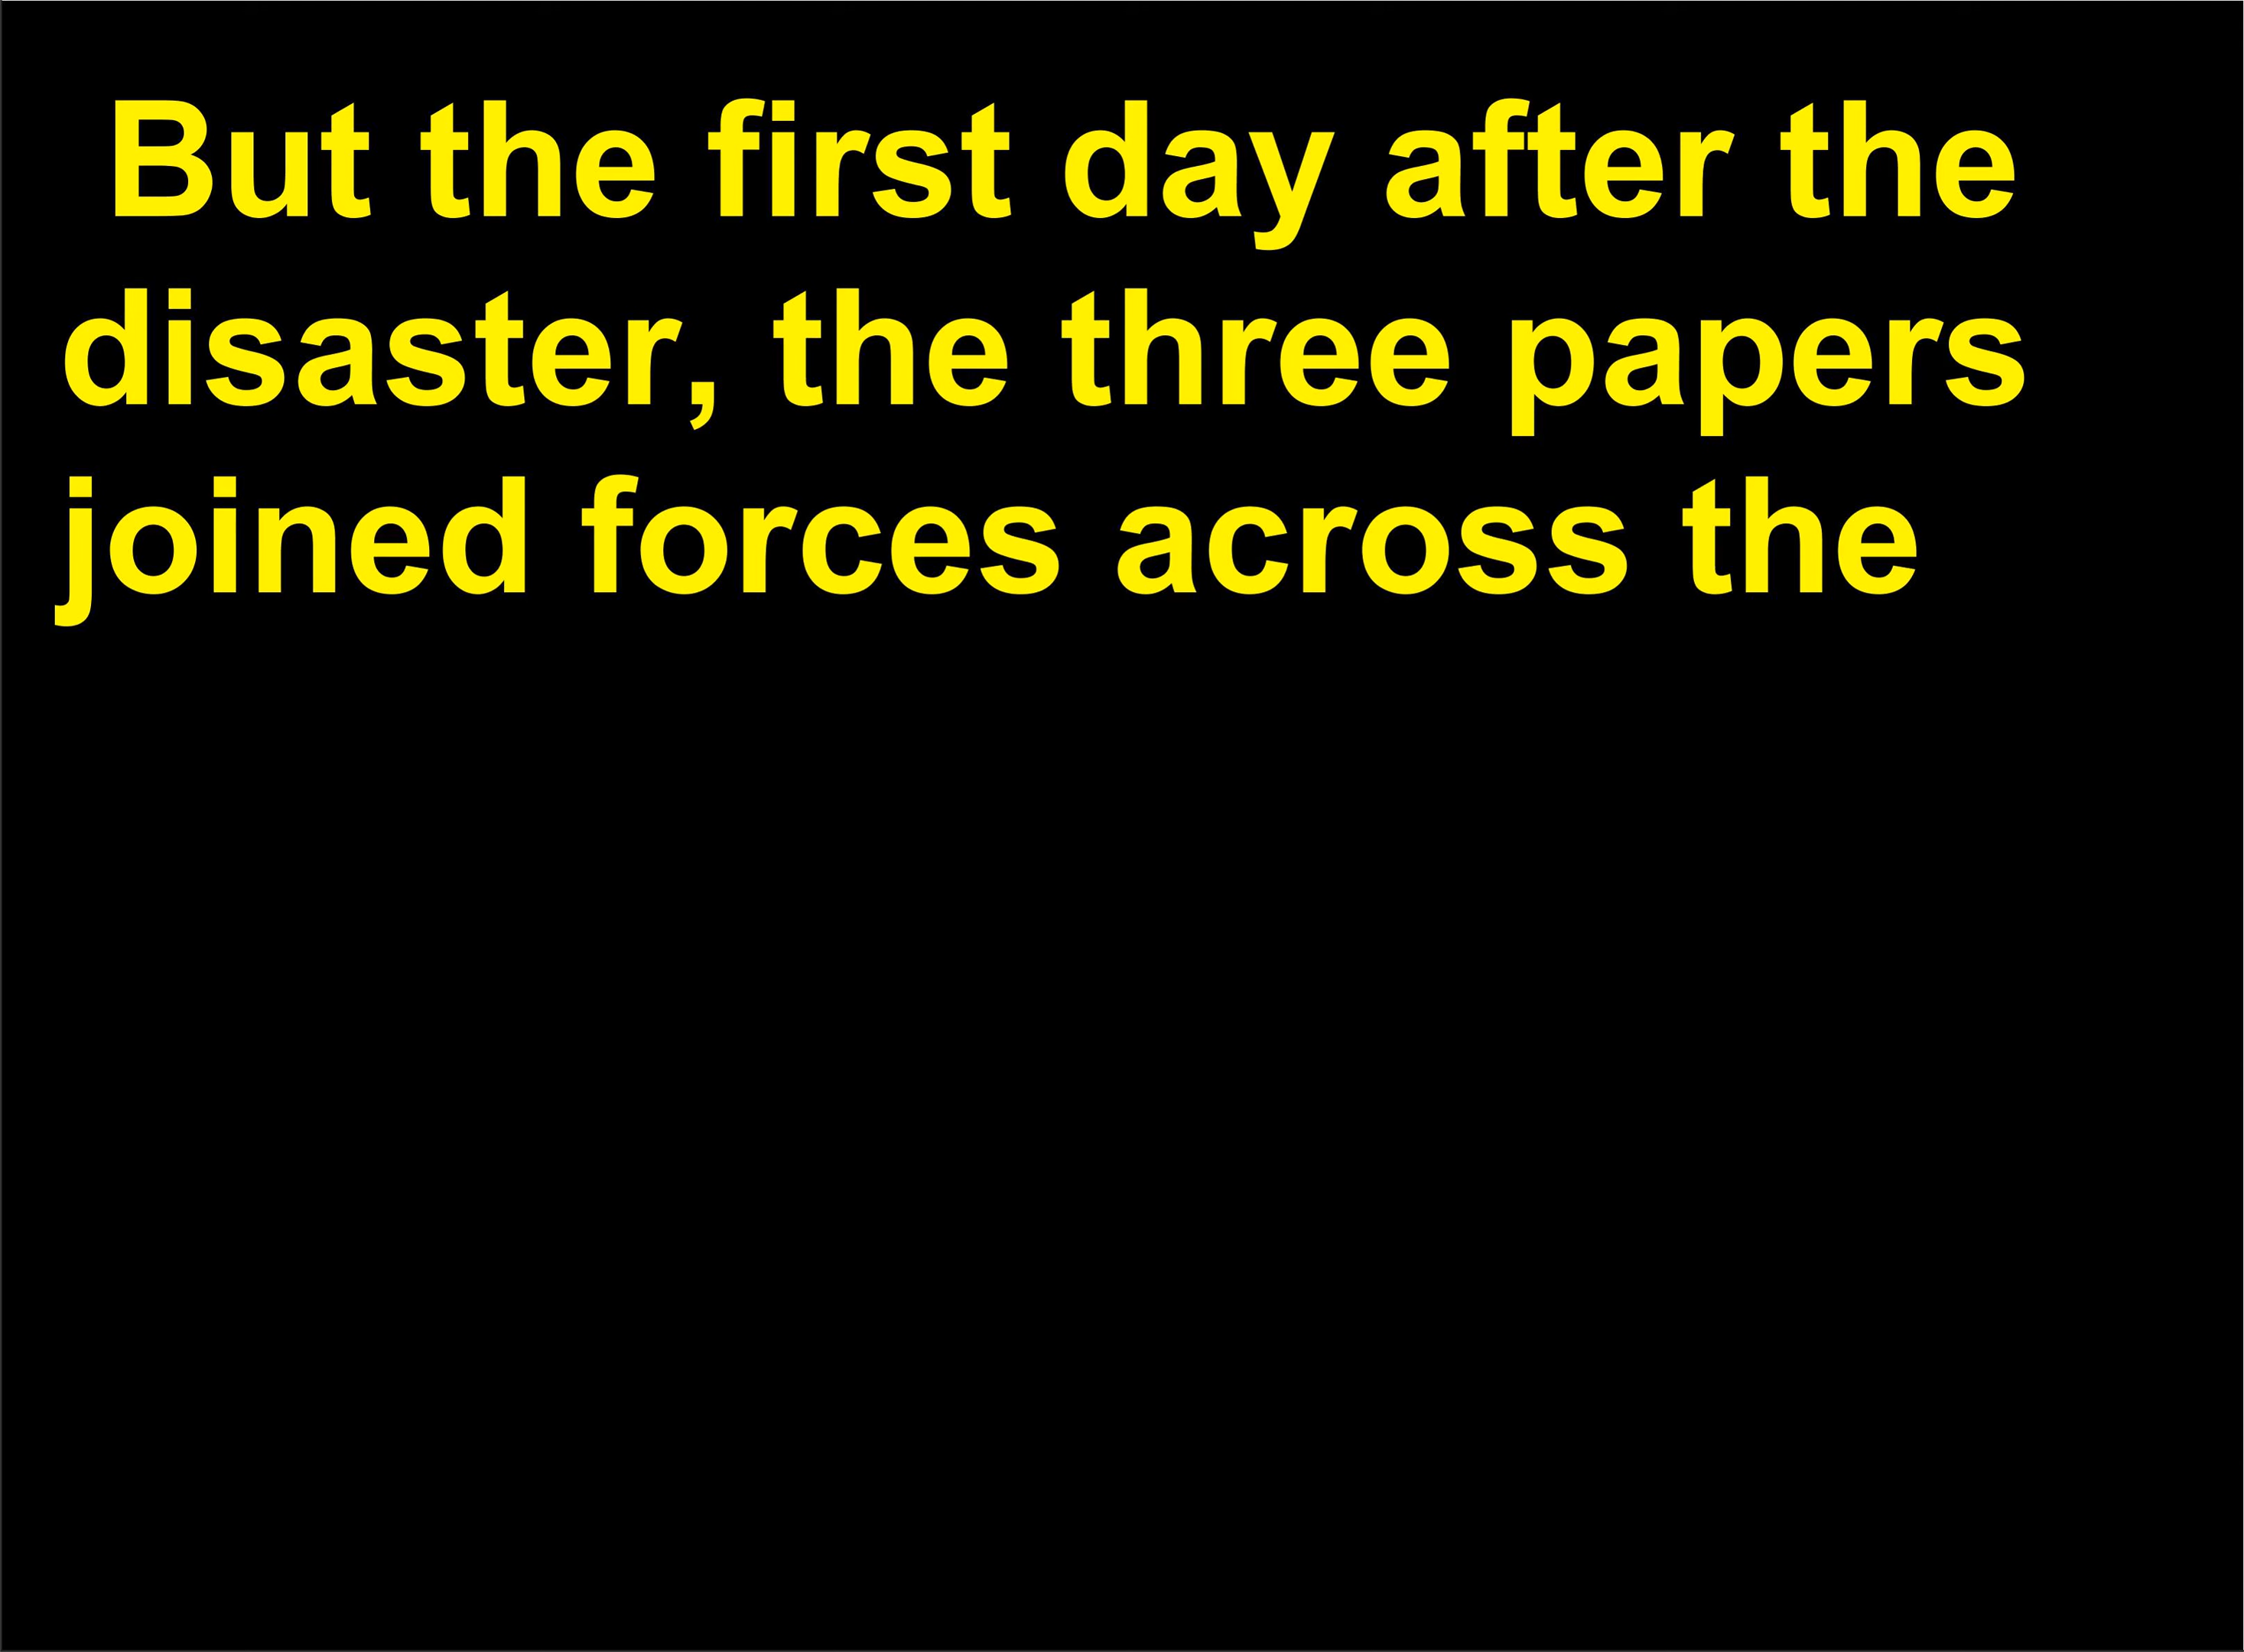 But the first day after the
disaster, the three papers
joined forces across the